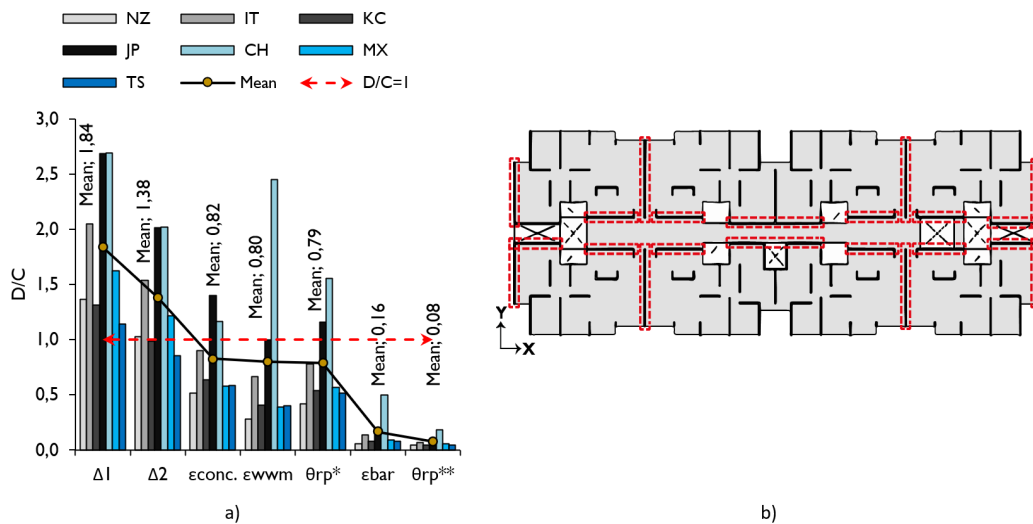 NZ IT KC
JP CH MX
TS Mean D/C=1
3,0
2,5
2,0
1,5
1,0
0,5
0,0
D/C
Mean; 1,84
Mean; 1,38
Mean; 0,82
Mean; 0,80
Mean; 0,79
Mean; 0,16
Mean; 0,08
Δ1 Δ2 εconc. εwwm θrp* εbar θrp**
a)
Y
X
b)